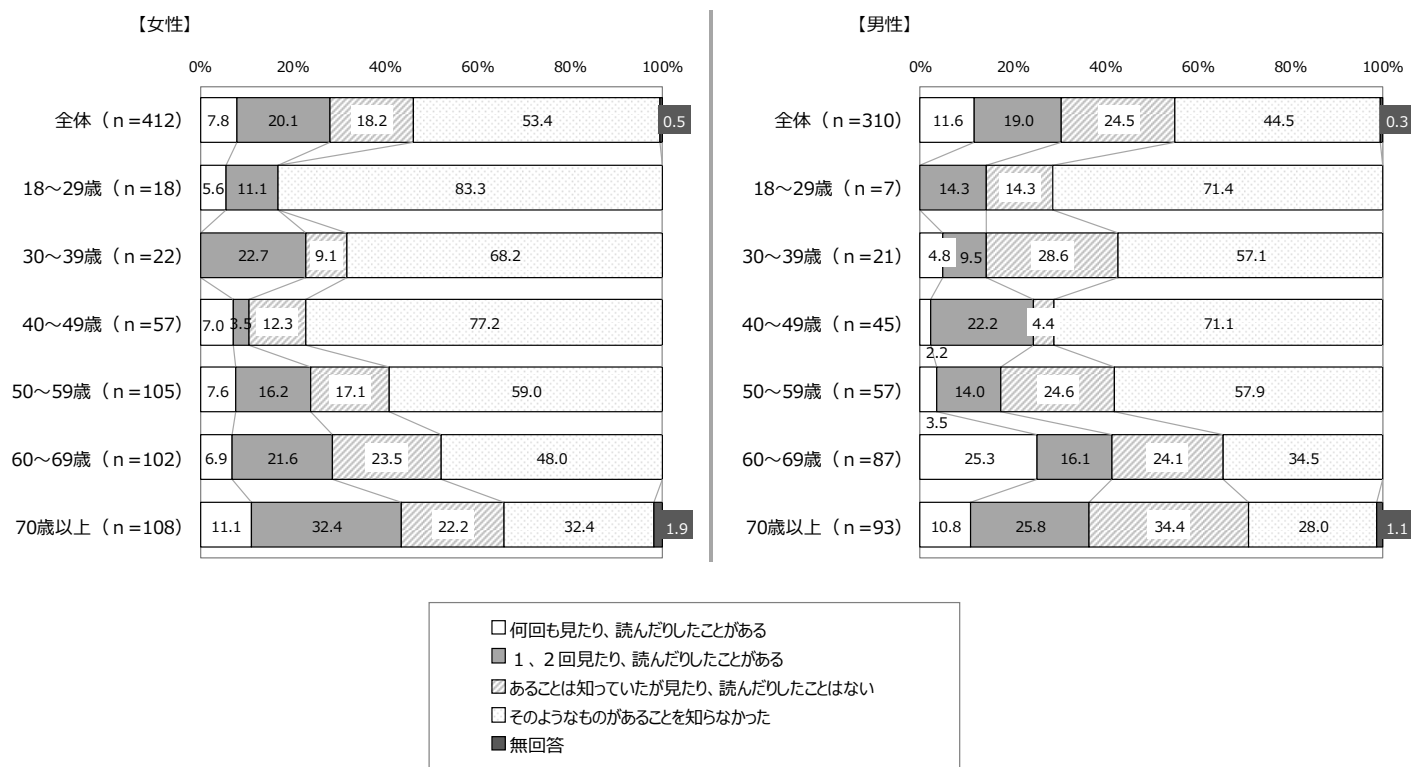 【女性】
0% 20% 40% 60% 80% 100%
全体（ｎ=412） 7.8 20.1 18.2 53.4 0.5
18～29歳（ｎ=18） 5.6 11.1 83.3
30～39歳（ｎ=22） 22.7 9.1 68.2
40～49歳（ｎ=57） 7.0 3.5 12.3 77.2
50～59歳（ｎ=105） 7.6 16.2 17.1 59.0
60～69歳（ｎ=102） 6.9 21.6 23.5 48.0
70歳以上（ｎ=108） 11.1 32.4 22.2 32.4 1.9
【男性】
0% 20% 40% 60% 80% 100%
全体（ｎ=310） 11.6 19.0 24.5 44.5 0.3
18～29歳（ｎ=7） 14.3 14.3 71.4
30～39歳（ｎ=21） 4.8 9.5 28.6 57.1
40～49歳（ｎ=45） 2.2 22.2 4.4 71.1
50～59歳（ｎ=57） 3.5 14.0 24.6 57.9
60～69歳（ｎ=87） 25.3 16.1 24.1 34.5
70歳以上（ｎ=93） 10.8 25.8 34.4 28.0 1.1
何回も見たり、読んだりしたことがある
１、２回見たり、読んだりしたことがある
あることは知っていたが見たり、読んだりしたことはない
そのようなものがあることを知らなかった
無回答